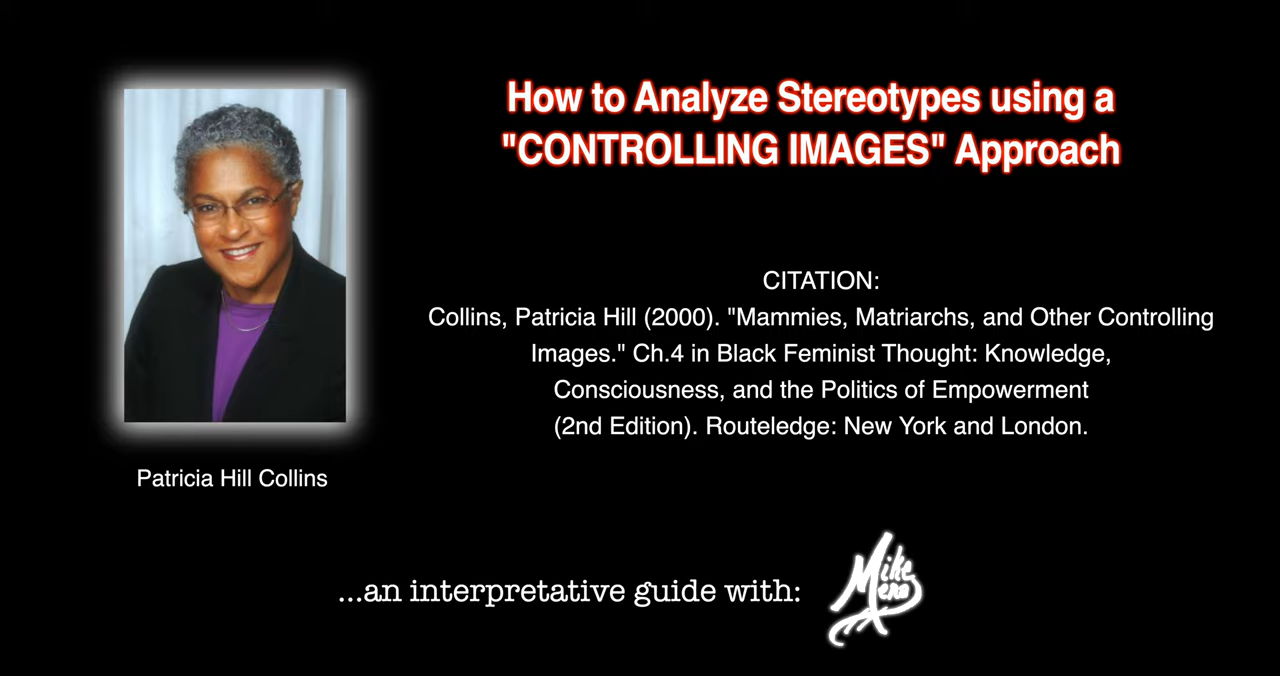 How to Analyze Stereotypes using a
"CONTROLLING IMAGES" Approach
CITATION:
Collins, Patricia Hill (2000). "Mammies, Matriarchs, and Other Controlling
Images." Ch.4 in Black Feminist Thought: Knowledge,
Consciousness, and the Politics of Empowerment
(2nd Edition). Routeledge: New York and London.
Patricia Hill Collins
...an interpretative guide with:
Mike
Mena